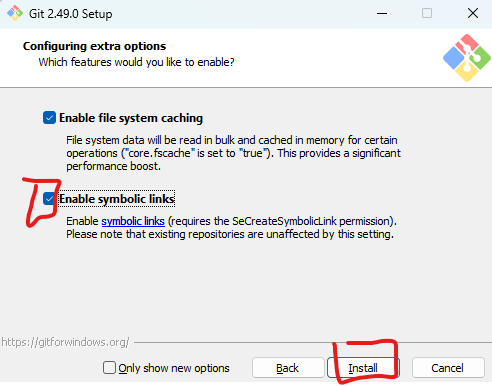 Git 2.49.0 Setup
Configuring extra options
Which features would you like to enable?
Enable file system caching
File system data will be read in bulk and cached in memory for certain
operations ("core.fscache" is set to "true"). This provides a significant
performance boost.
Enable symbolic links
Enable symbolic links (requires the SeCreateSymbolicLink permission).
Please note that existing repositories are unaffected by this setting.
https://gitforwindows.org/
Only show new options
Back
Install
Cancel